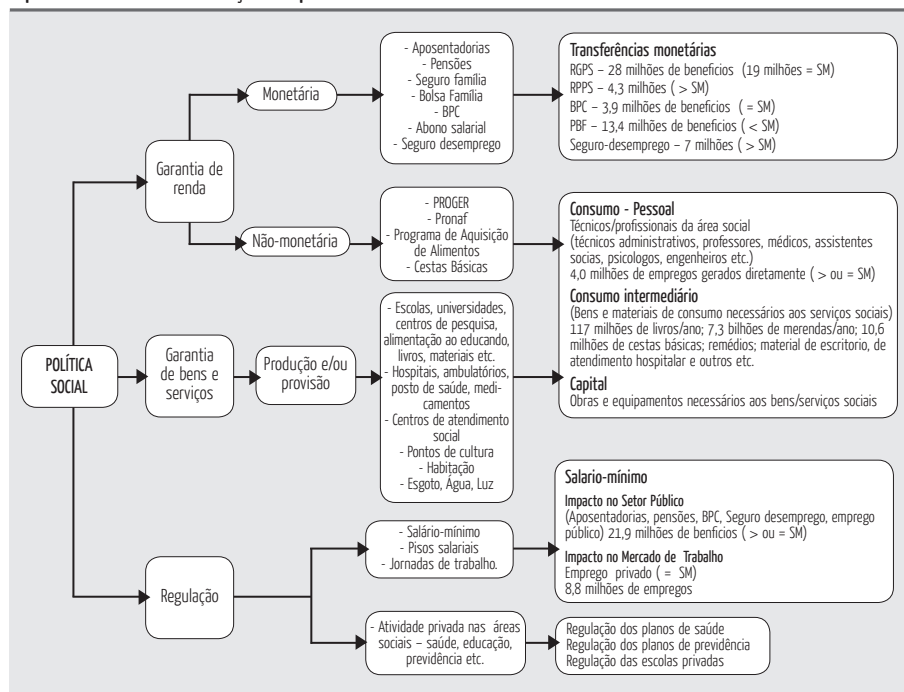 POLÍTICA
SOCIAL
Garantia de
renda
Monetária
- Aposentadorias
- Pensões
- Seguro família
- Bolsa Família
- BPC
- Abono salarial
- Seguro desemprego
Transferências monetárias
RGPS – 28 milhões de beneficios (19 milhões = SM)
RPPS – 4,3 milhões ( > SM)
BPC – 3,9 milhões de beneficios ( = SM)
PBF – 13,4 milhões de beneficios ( < SM)
Seguro-desemprego – 7 milhões ( > SM)
Não-monetária
- PROGER
- Pronaf
- Programa de Aquisição
de Alimentos
- Cestas Básicas
Consumo - Pessoal
Técnicos/profissionais da área social
(técnicos administrativos, professores, médicos, assistentes
socias, psicologos, engenheiros etc.)
4,0 milhões de empregos gerados diretamente ( > ou = SM)
Consumo intermediário
(Bens e materiais de consumo necessários aos serviços sociais)
117 milhões de livros/ano; 7,3 bilhões de merendas/ano; 10,6
milhões de cestas básicas; remédios; material de escritorio, de
atendimento hospitalar e outros etc.
Capital
Obras e equipamentos necessários aos bens/serviços sociais
Garantia
de bens e
serviços
Produção e/ou
provisão
- Escolas, universidades,
centros de pesquisa,
alimentação ao educando,
livros, materiais etc.
- Hospitais, ambulatórios,
posto de saúde, medi-
camentos
- Centros de atendimento
social
- Pontos de cultura
- Habitação
- Esgoto, Água, Luz
Regulação
- Salário-mínimo
- Pisos salariais
- Jornadas de trabalho.
Salario-mínimo
Impacto no Setor Público
(Aposentadorias, pensões, BPC, Seguro desemprego, emprego
público) 21,9 milhões de benficios ( > ou = SM)
Impacto no Mercado de Trabalho
Emprego privado ( = SM)
8,8 milhões de empregos
- Atividade privada nas áreas
sociais – saúde, educação,
previdência etc.
Regulação dos planos de saúde
Regulação dos planos de previdência
Regulação das escolas privadas